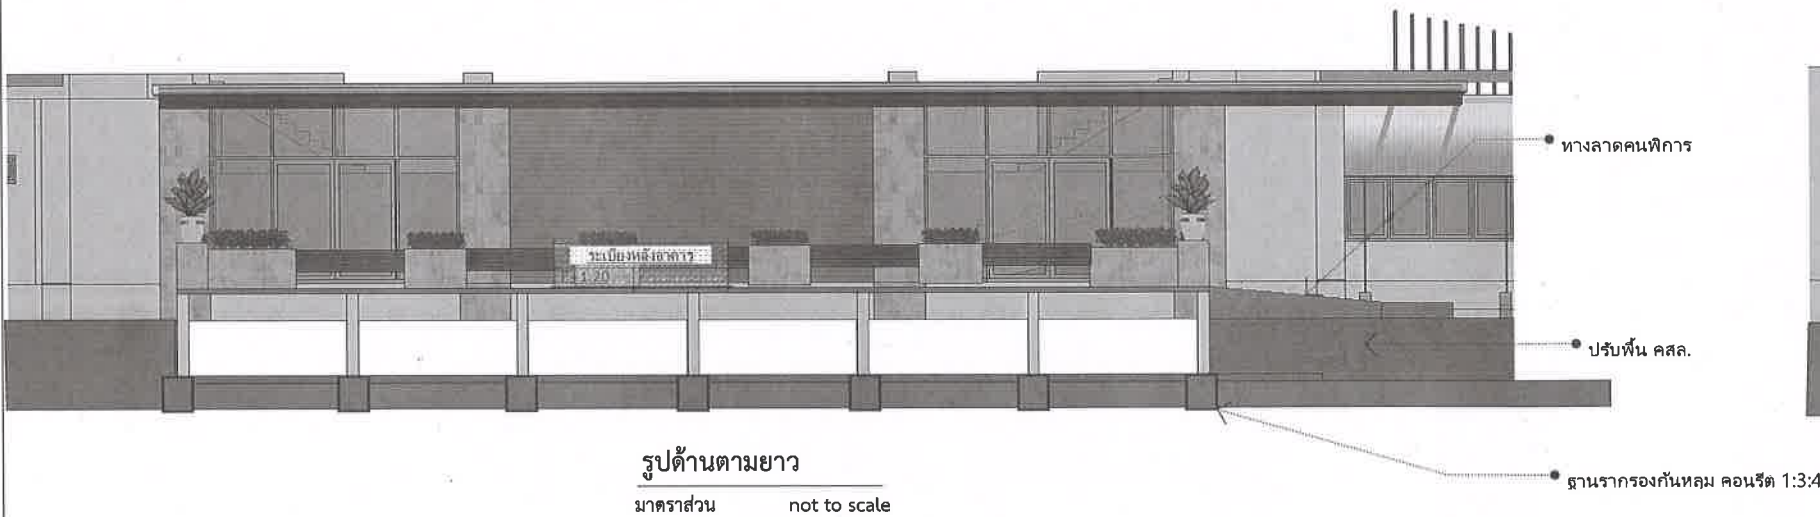 ทางลาดคนพิการ
ระเบียงหลังอาคาร
+1.20
ปรับพื้น คสล.
รูปด้านตามยาว
มาตราส่วน not to scale
ฐานรากรองกันหลุม คอนรีต 1:3:4